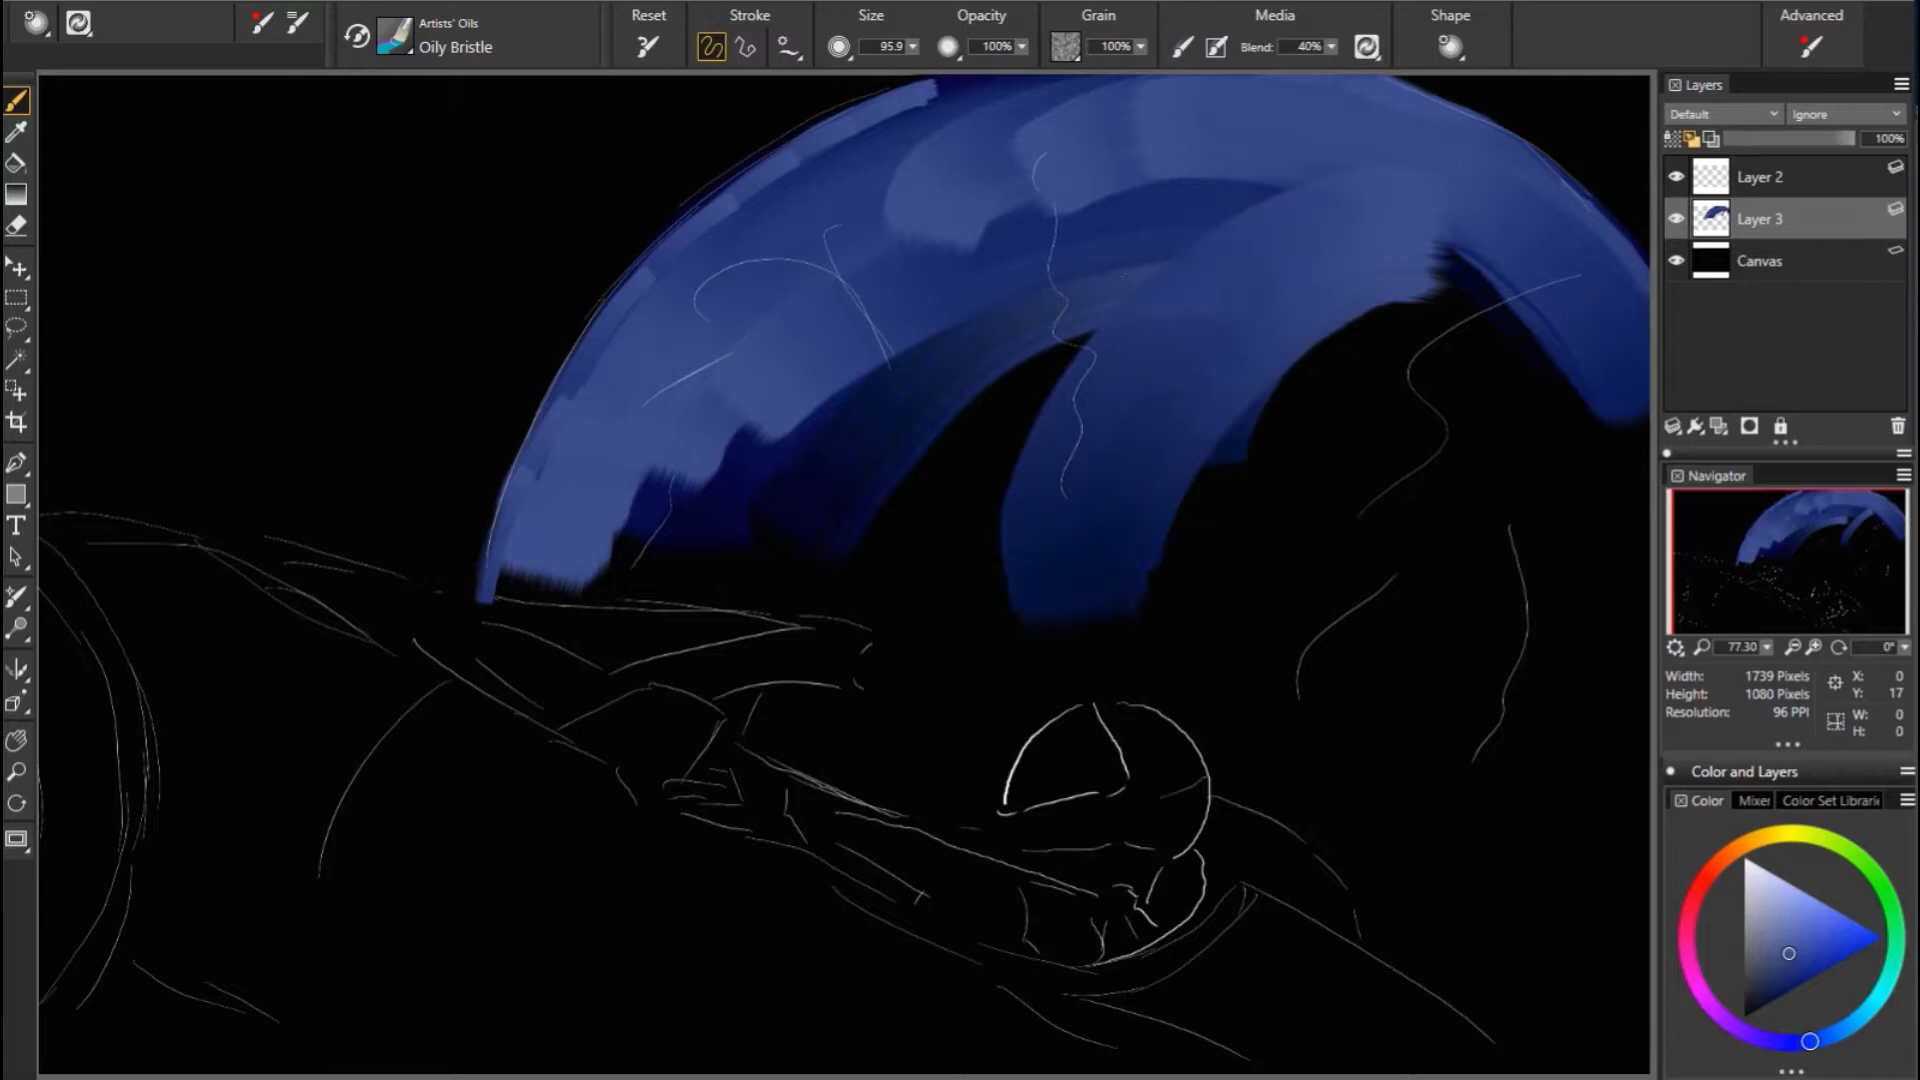 Artists' Oils
Oily Bristle
Reset
Stroke
Size
95.9
Opacity
100%
Grain
100%
Media
Blend: 40%
Shape
Advanced
Layers
Default
Ignore
100%
Layer 2
Layer 3
Canvas
Navigator
77.30
0°
Width: 1739 Pixels
Height: 1080 Pixels
Resolution: 96 PPI
X: 0
Y: 17
W: 0
H: 0
Color and Layers
Color
Mixer
Color Set Librari
T